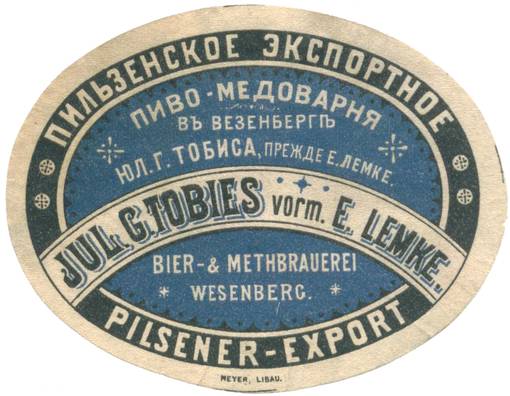 ПИЛЬЗЕНСКОЕ ЭКСПОРТНОЕ
ПИВО-МЕДОВАРНЯ
ВЪ ВЕЗЕНБЕРГѢ
ЮЛ. Г. ТОБИСА, ПРЕЖДЕ Е. ЛЕМКЕ.
JUL. G. TOBIES vorm. E. LEMKE.
BIER- & METHBRAUEREI
WESENBERG.
PILSENER-EXPORT
MEYER, LIBAU.